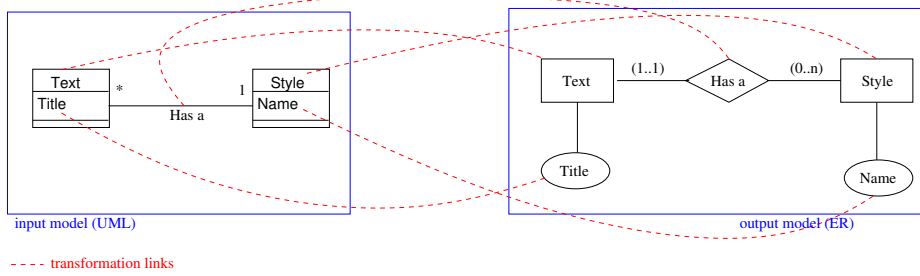 Text
Title
*
1
Has a
Style
Name
input model (UML)
Text
(1..1)
Has a
(0..n)
Style
Title
Name
output model (ER)
transformation links